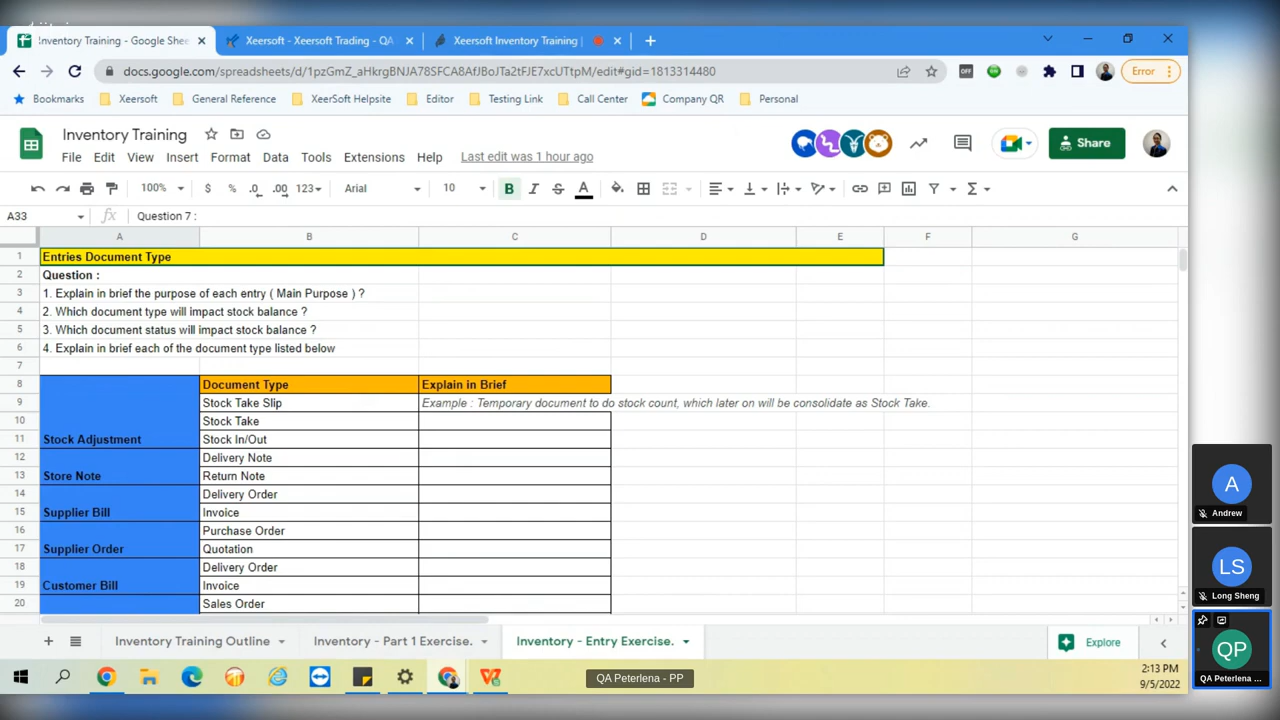 Inventory Training - Google Shee
Xeersoft - Xeersoft Trading - QA
Xeersoft Inventory Training |
docs.google.com/spreadsheets/d/1pzGmZ_aHkrgBNJA78SFCA8AfJBoJTa2tFJE7xcUTtpM/edit#gid=1813314480
OFF
Error
Bookmarks
Xeersoft
General Reference
XeerSoft Helpsite
Editor
Testing Link
Call Center
Company QR
Personal
Inventory Training
File Edit View Insert Format Data Tools Extensions Help Last edit was 1 hour ago
Share
100% $ % .0 .00 123 Arial 10 B I S A
A33 fx Question 7 :
A B C D E F G
1 Entries Document Type
2 Question :
3 1. Explain in brief the purpose of each entry ( Main Purpose ) ?
4 2. Which document type will impact stock balance ?
5 3. Which document status will impact stock balance ?
6 4. Explain in brief each of the document type listed below
7
8 Document Type Explain in Brief
9 Stock Take Slip Example : Temporary document to do stock count, which later on will be consolidate as Stock Take.
10 Stock Take
11 Stock Adjustment Stock In/Out
12 Delivery Note
13 Store Note Return Note
14 Delivery Order
15 Supplier Bill Invoice
16 Purchase Order
17 Supplier Order Quotation
18 Delivery Order
19 Customer Bill Invoice
20 Sales Order
Inventory Training Outline
Inventory - Part 1 Exercise.
Inventory - Entry Exercise.
Explore
QA Peterlena - PP
2:13 PM
9/5/2022
A
Andrew
LS
Long Sheng
QP
QA Peterlena ...